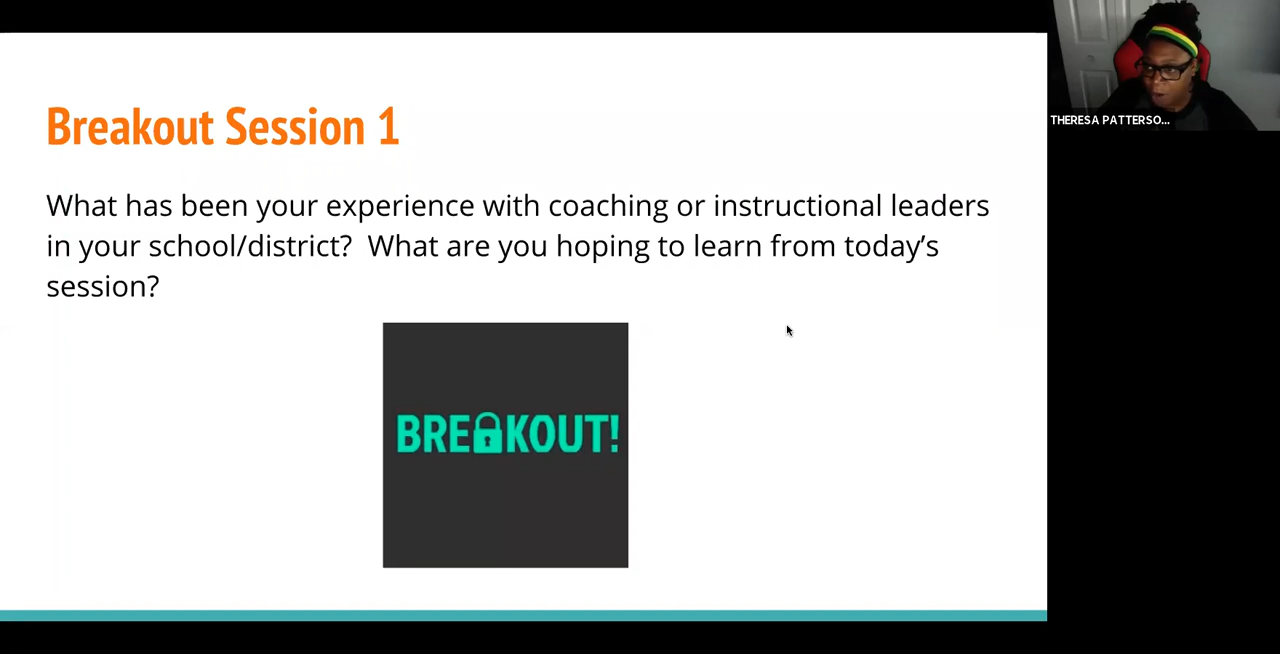 Breakout Session 1
What has been your experience with coaching or instructional leaders
in your school/district?  What are you hoping to learn from today’s
session?
BREAKOUT!
THERESA PATTERSO...